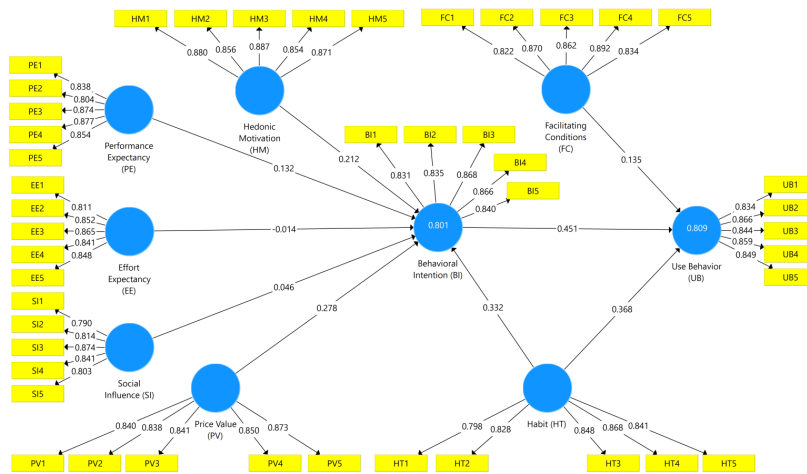 HM1
HM2
HM3
HM4
HM5
0.880
0.856
0.887
0.854
0.871
Hedonic
Motivation
(HM)
FC1
FC2
FC3
FC4
FC5
0.822
0.870
0.862
0.892
0.834
Facilitating
Conditions
(FC)
PE1
PE2
PE3
PE4
PE5
0.838
0.804
0.874
0.877
0.854
Performance
Expectancy
(PE)
0.132
0.212
0.135
BI1
BI2
BI3
BI4
BI5
0.831
0.835
0.868
0.866
0.840
0.801
Behavioral
Intention (BI)
EE1
EE2
EE3
EE4
EE5
0.811
0.852
0.865
0.841
0.848
Effort
Expectancy
(EE)
-0.014
0.451
0.809
Use Behavior
(UB)
UB1
UB2
UB3
UB4
UB5
0.834
0.866
0.844
0.859
0.849
SI1
SI2
SI3
SI4
SI5
0.790
0.814
0.874
0.841
0.803
Social
Influence (SI)
0.046
0.278
0.332
0.368
Price Value
(PV)
0.840
0.838
0.841
0.850
0.873
PV1
PV2
PV3
PV4
PV5
Habit (HT)
0.798
0.828
0.848
0.868
0.841
HT1
HT2
HT3
HT4
HT5